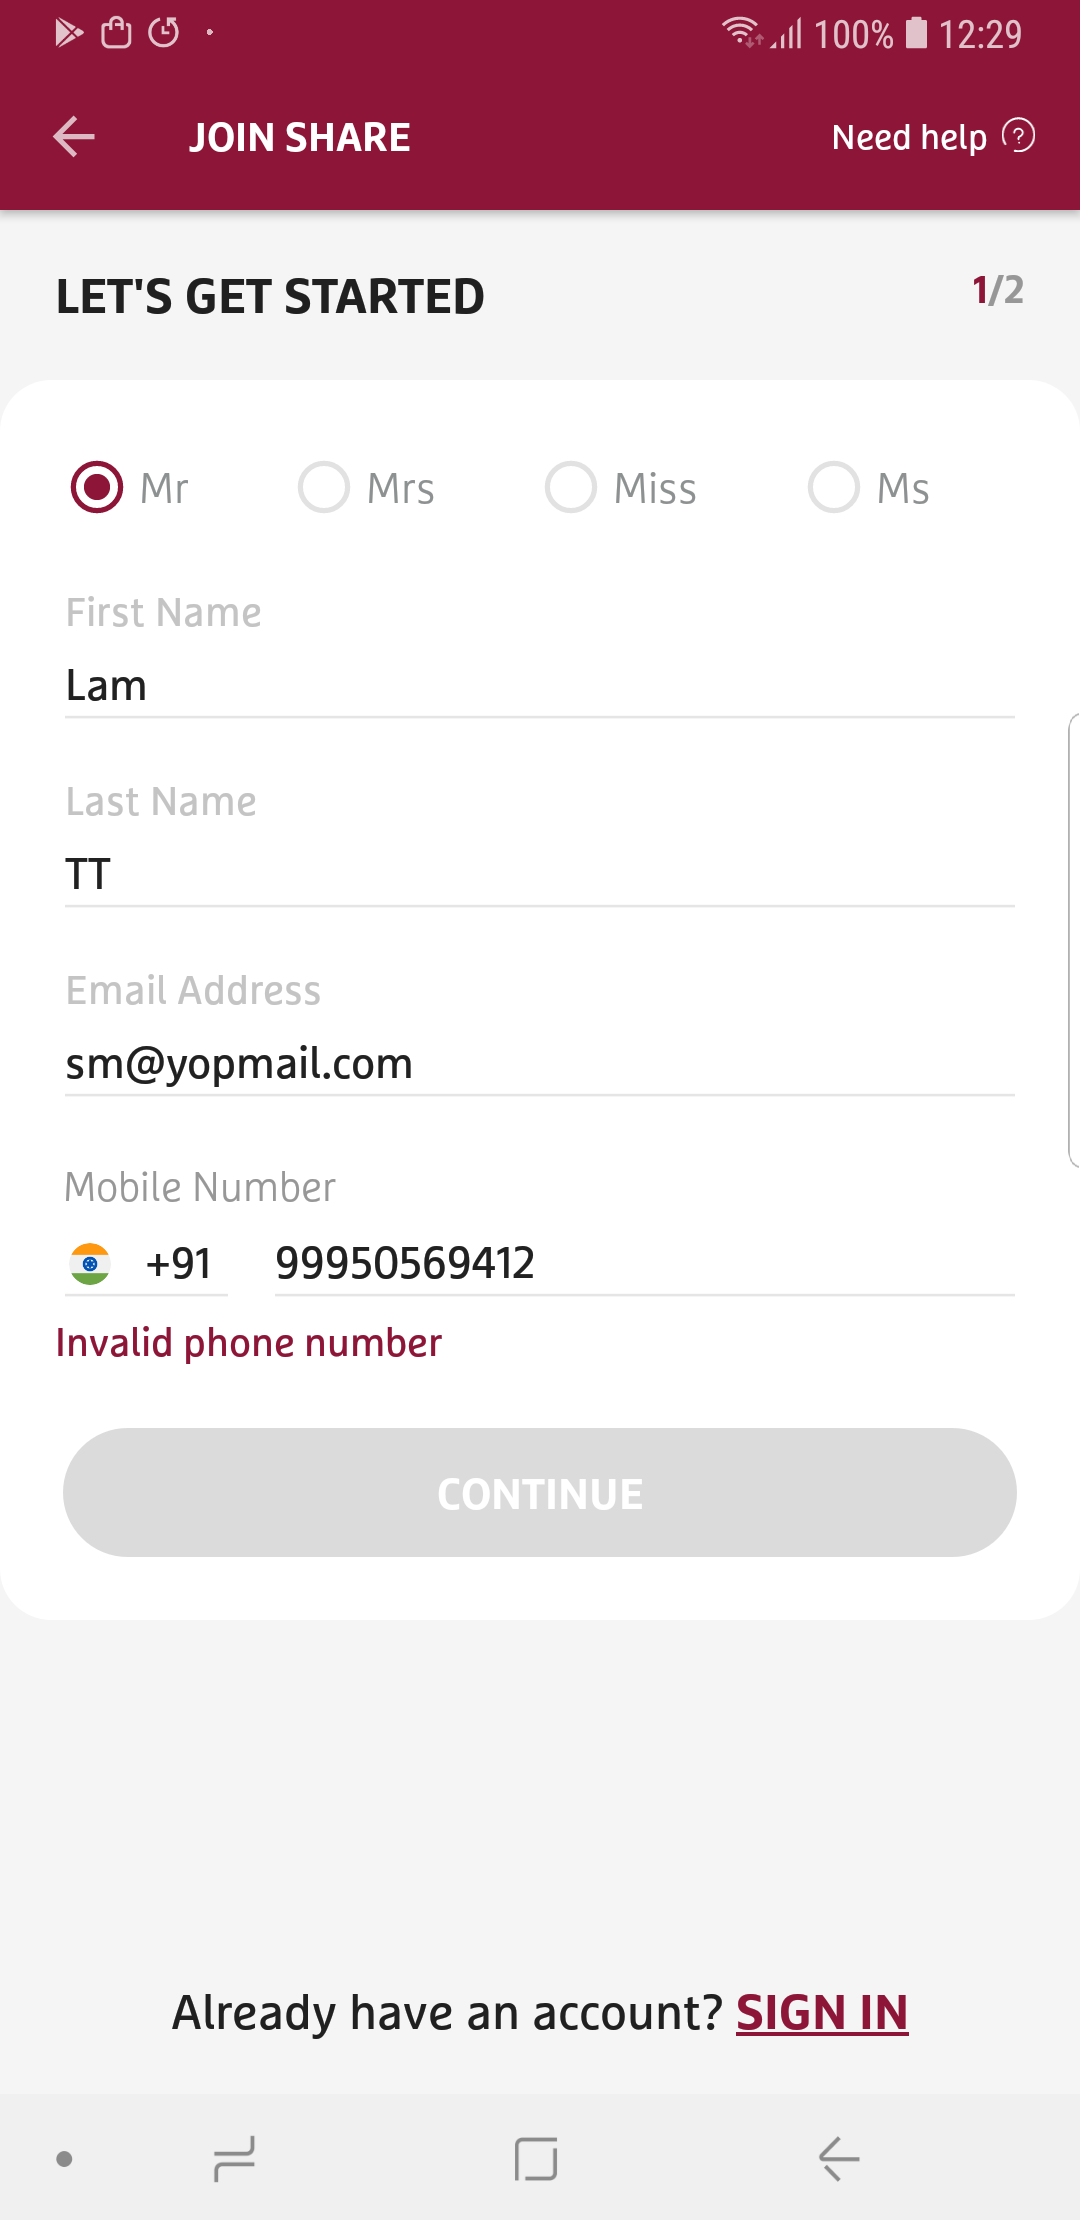 100% 12:29
JOIN SHARE Need help ?
LET'S GET STARTED 1/2
Mr Mrs Miss Ms
First Name
Lam
Last Name
TT
Email Address
sm@yopmail.com
Mobile Number
+91 99950569412
Invalid phone number
CONTINUE
Already have an account? SIGN IN